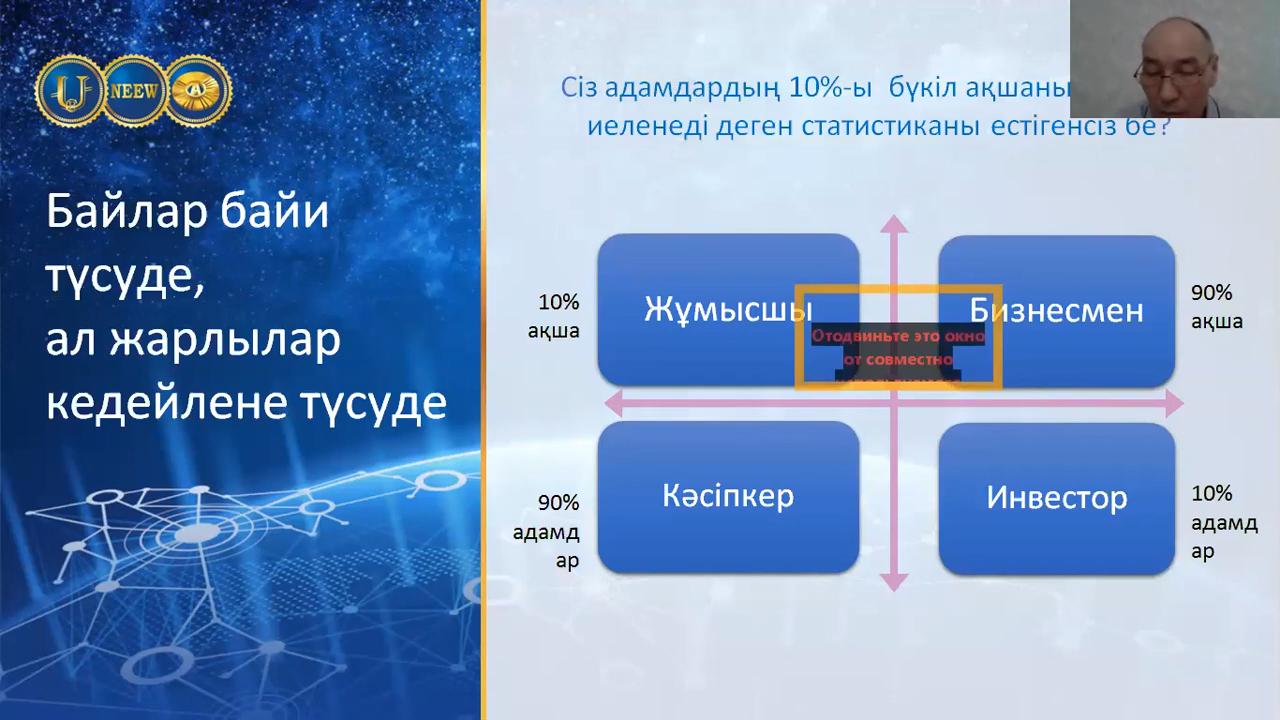 NEEW
Байлар байи
түсуде,
ал жарлылар
кедейлене түсуде
Сіз адамдардың 10%-ы бүкіл ақшаны
иеленеді деген статистиканы естігенсіз бе?
10%
ақша
Жұмысшы
Бизнесмен
90%
ақша
Отодвиньте это окно
от совместно
90%
адамд
ар
Кәсіпкер
Инвестор
10%
адамд
ар